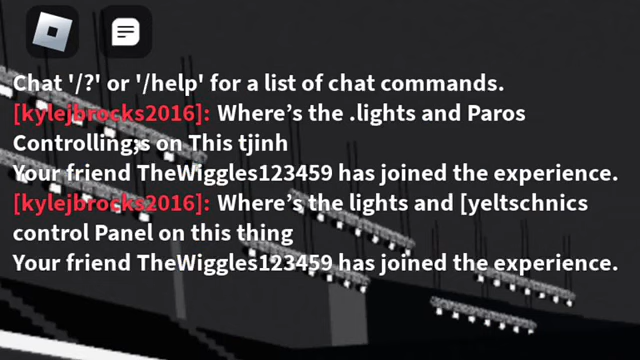 Chat '/?' or '/help' for a list of chat commands.
[kylejbrocks2016]: Where’s the .lights and Paros
Controlling;s on This tjinh
Your friend TheWiggles123459 has joined the experience.
[kylejbrocks2016]: Where’s the lights and [yeltschnics
control Panel on this thing
Your friend TheWiggles123459 has joined the experience.